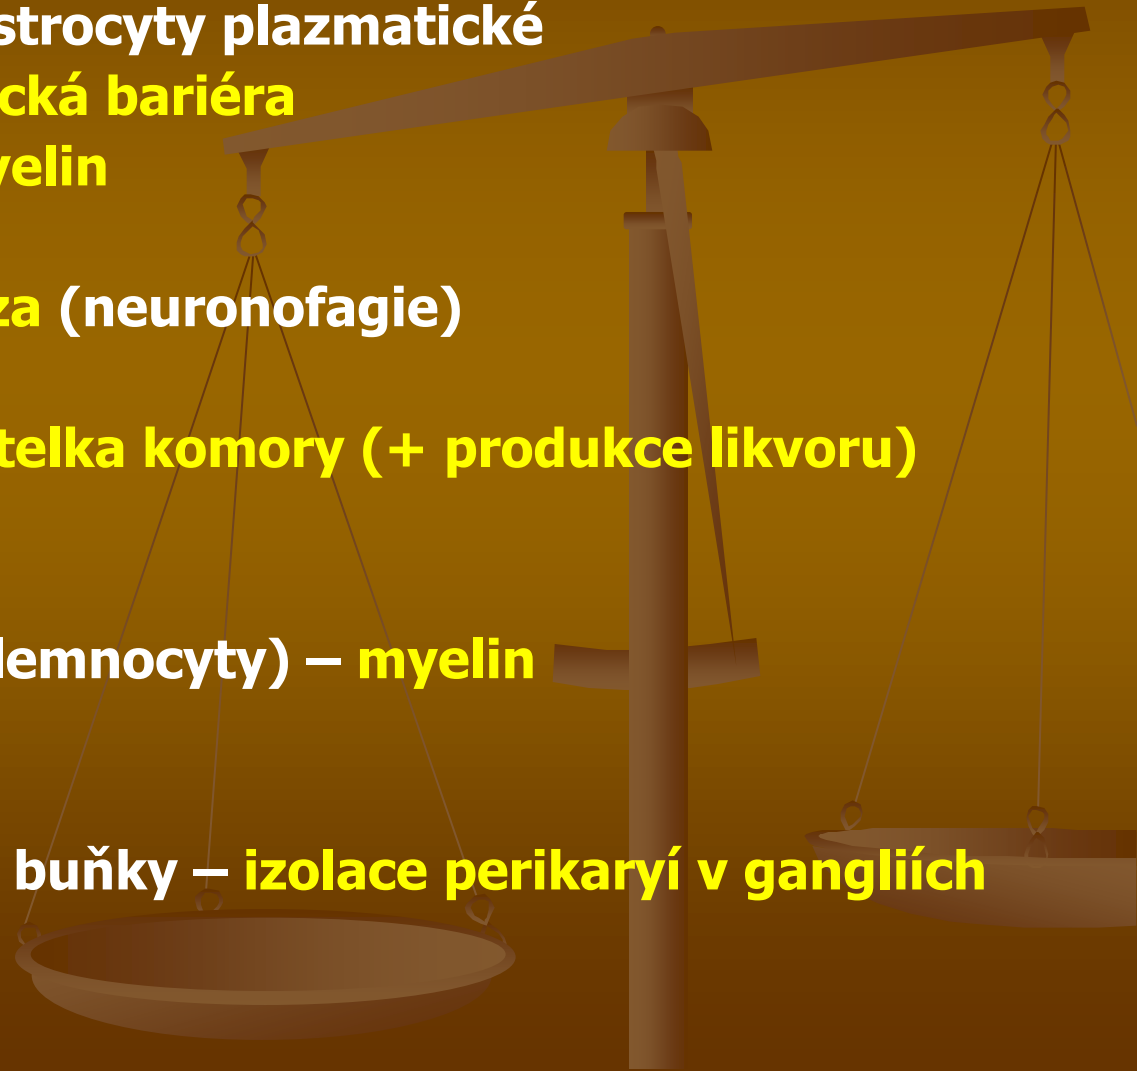 strocyty plazmatické
cká bariéra
yelin
za (neuronofagie)
telka komory (+ produkce likvoru)
lemnocyty) – myelin
buňky – izolace perikaryí v gangliích